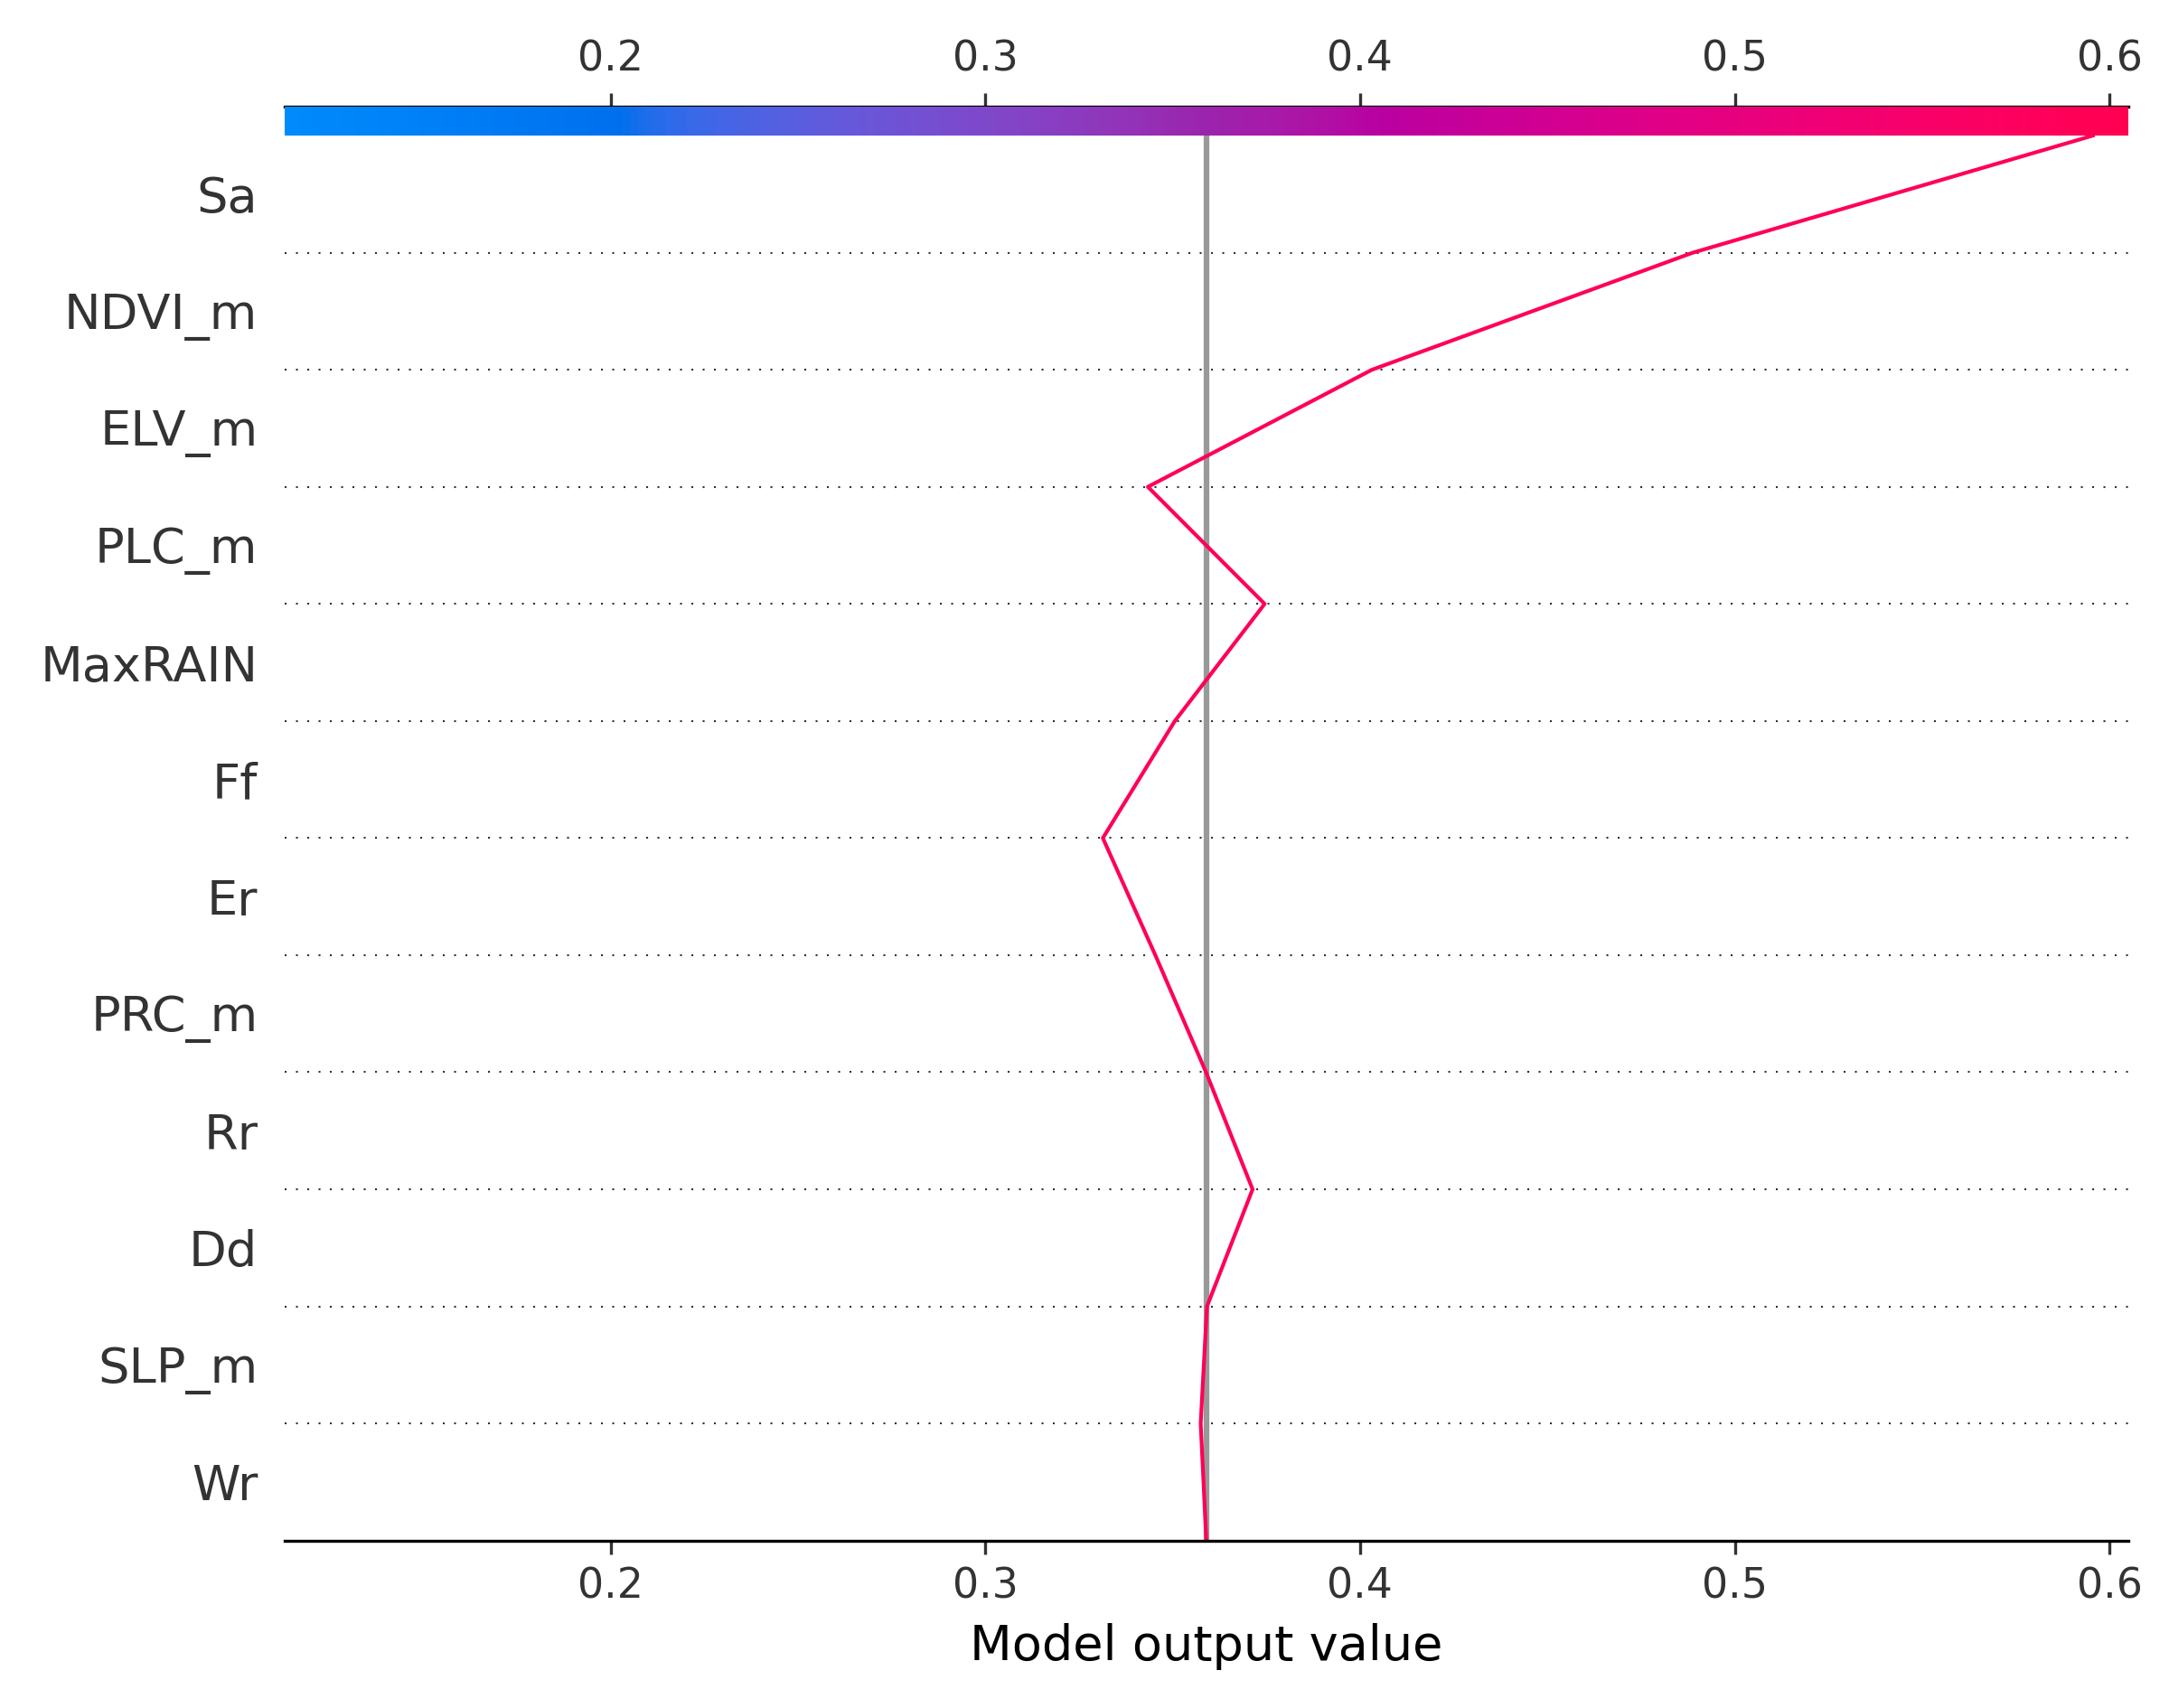 0.2 0.3 0.4 0.5 0.6
Sa
NDVI_m
ELV_m
PLC_m
MaxRAIN
Ff
Er
PRC_m
Rr
Dd
SLP_m
Wr
0.2 0.3 0.4 0.5 0.6
Model output value